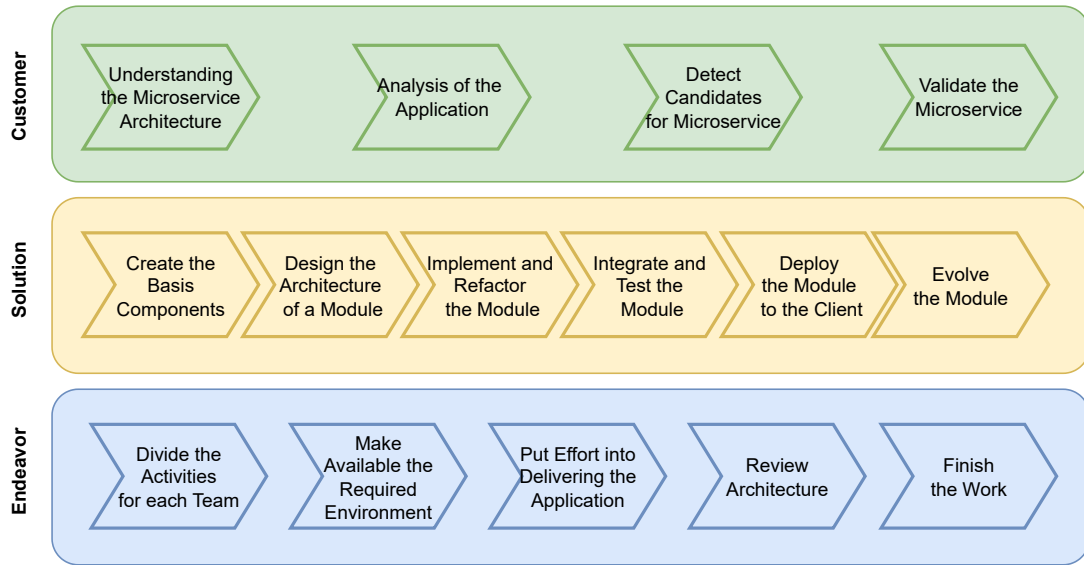 Customer
Understanding
the Microservice
Architecture
Analysis of the
Application
Detect
Candidates
for Microservice
Validate the
Microservice
Solution
Create the
Basis
Components
Design the
Architecture
of a Module
Implement and
Refactor
the Module
Integrate and
Test the
Module
Deploy
the Module
to the Client
Evolve
the Module
Endeavor
Divide the
Activities
for each Team
Make
Available the
Required
Environment
Put Effort into
Delivering the
Application
Review
Architecture
Finish
the Work